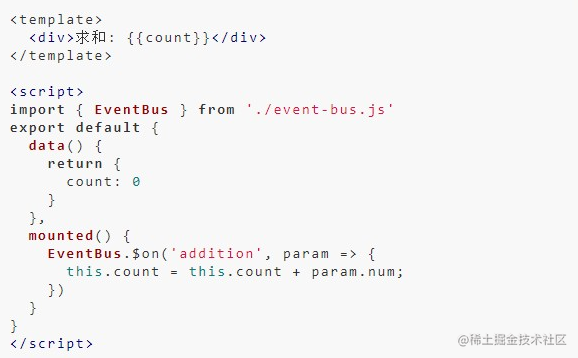 <template>
  <div>求和: {{count}}</div>
</template>

<script>
import { EventBus } from './event-bus.js'
export default {
  data() {
    return {
      count: 0
    }
  },
  mounted() {
    EventBus.$on('addition', param => {
      this.count = this.count + param.num;
    })
  }
}
</script>
@稀土掘金技术社区